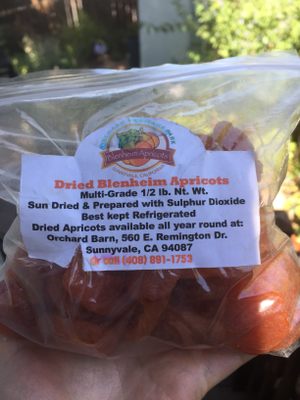 Blenheim Apricots
Dried Blenheim Apricots
Multi-Grade 1/2 lb. Nt. Wt.
Sun Dried & Prepared with Sulphur Dioxide
Best kept Refrigerated
Dried Apricots available all year round at:
Orchard Barn, 560 E. Remington Dr.
Sunnyvale, CA 94087
(408) 891-1753